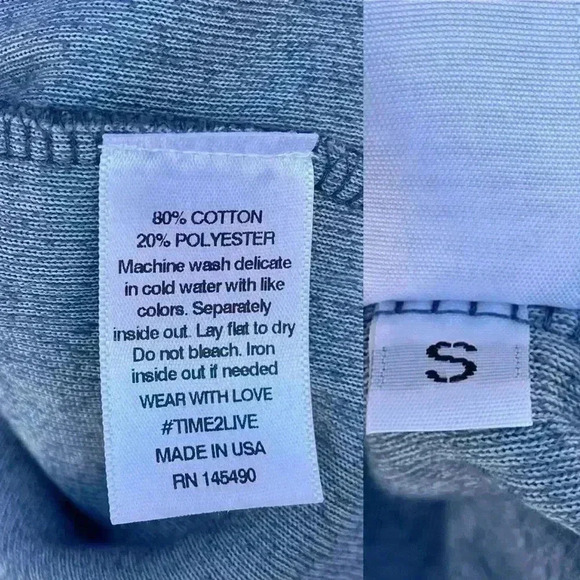 80% COTTON
20% POLYESTER
Machine wash delicate
in cold water with like
colors. Separately
inside out. Lay flat to dry
Do not bleach. Iron
inside out if needed
WEAR WITH LOVE
#TIME2LIVE
MADE IN USA
RN 145490
S